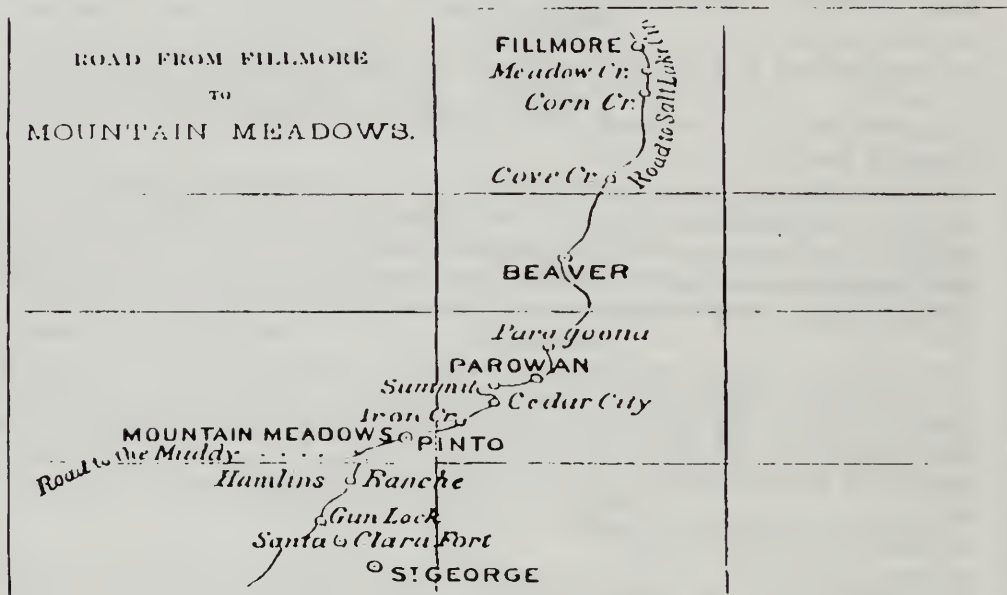 ROAD FROM FILLMORE
TO
MOUNTAIN MEADOWS.
FILLMORE
Meadow Cr.
Corn Cr.
Road to Salt Lake City
Cove Cr.
BEAVER
Paragoona
PAROWAN
Summit
Cedar City
Iron Cr.
MOUNTAIN MEADOWS
PINTO
Road to the Muddy
Hamlins Ranche
Gun Lock
Santa Clara Fort
ST GEORGE